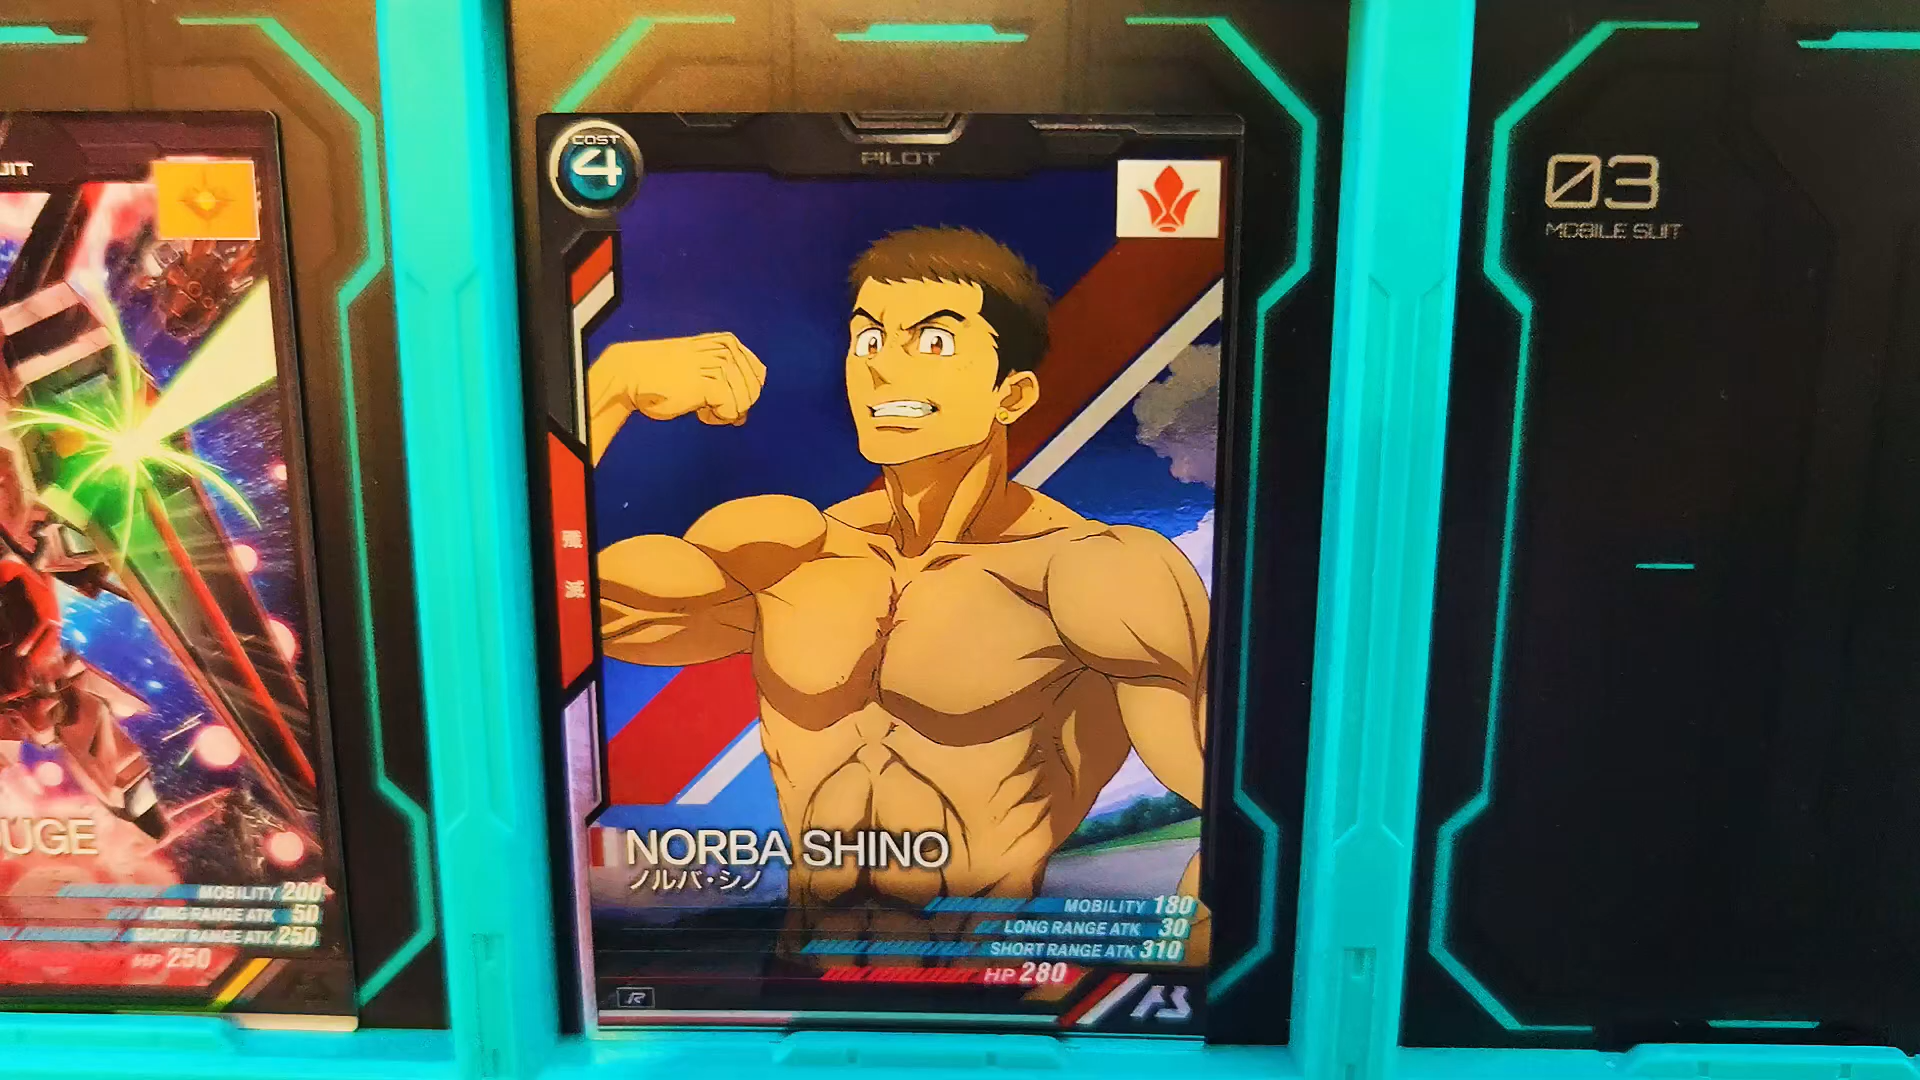 UIT
UGE
MOBILITY 200
LONG RANGE ATK 50
SHORT RANGE ATK 250
HP 250
COST
4
PILOT
殲
滅
NORBA SHINO
ノルバ・シノ
MOBILITY 180
LONG RANGE ATK 30
SHORT RANGE ATK 310
HP 280
R
AS
03
MOBILE SUIT